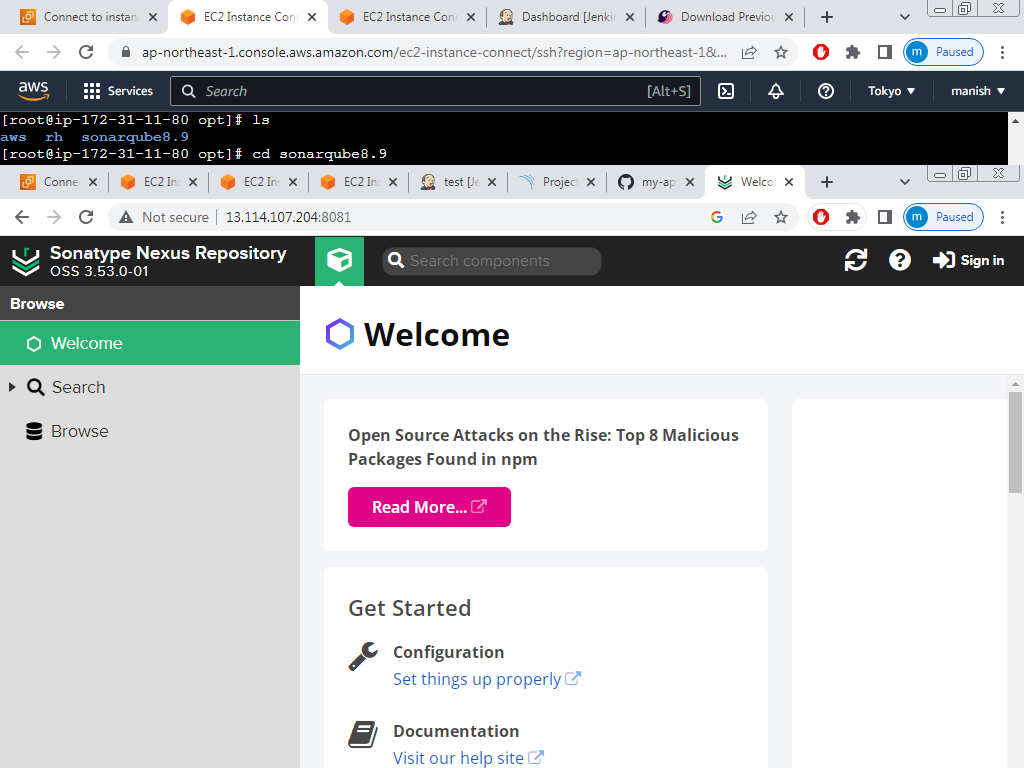 Connect to instan
EC2 Instance Conn
EC2 Instance Conn
Dashboard [Jenki
Download Previou
ap-northeast-1.console.aws.amazon.com/ec2-instance-connect/ssh?region=ap-northeast-1&...
m Paused
aws Services Search [Alt+S] Tokyo ▼ manish ▼
[root@ip-172-31-11-80 opt]# ls
aws rh sonarqube8.9
[root@ip-172-31-11-80 opt]# cd sonarqube8.9
Conne
EC2 In
EC2 In
EC2 In
test [Je
Project
my-ap
Welco
Not secure 13.114.107.204:8081
m Paused
Sonatype Nexus Repository
OSS 3.53.0-01
Search components
Sign in
Browse
Welcome
Search
Browse
Welcome
Open Source Attacks on the Rise: Top 8 Malicious
Packages Found in npm
Read More...
Get Started
Configuration
Set things up properly
Documentation
Visit our help site